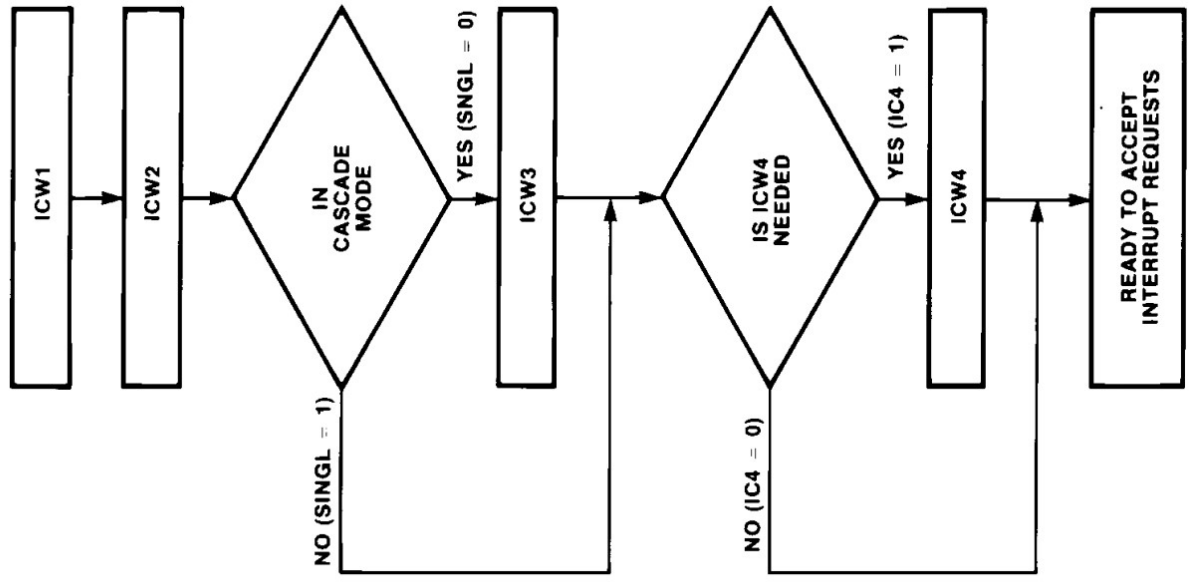 ICW1
ICW2
IN
CASCADE
MODE
NO (SINGL = 1)
YES (SNGL = 0)
ICW3
IS ICW4
NEEDED
NO (IC4 = 0)
YES (IC4 = 1)
ICW4
READY TO ACCEPT
INTERRUPT REQUESTS